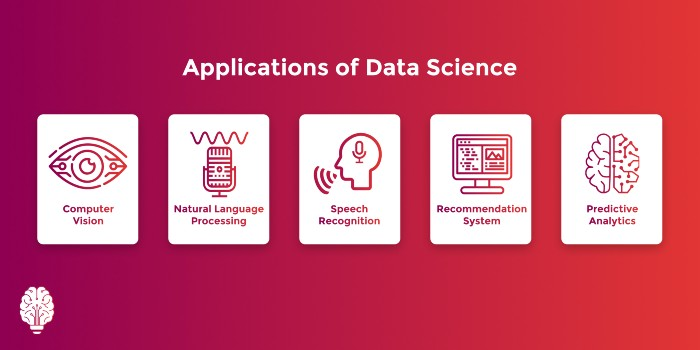 Applications of Data Science
Computer
Vision
Natural Language
Processing
Speech
Recognition
Recommendation
System
Predictive
Analytics